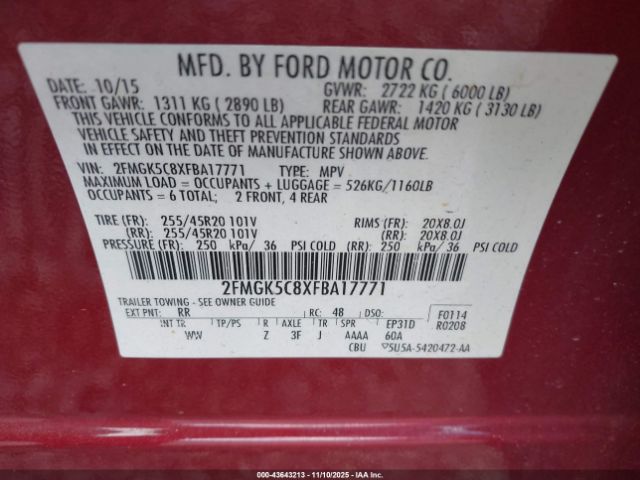 MFD. BY FORD MOTOR CO.
DATE: 10/15 GVWR: 2722 KG ( 6000 LB)
FRONT GAWR: 1311 KG ( 2890 LB) REAR GAWR: 1420 KG ( 3130 LB)
THIS VEHICLE CONFORMS TO ALL APPLICABLE FEDERAL MOTOR
VEHICLE SAFETY AND THEFT PREVENTION STANDARDS
IN EFFECT ON THE DATE OF MANUFACTURE SHOWN ABOVE.
VIN: 2FMGK5C8XFBA17771 TYPE: MPV
MAXIMUM LOAD = OCCUPANTS + LUGGAGE = 526KG/1160LB
OCCUPANTS = 6 TOTAL; 2 FRONT, 4 REAR
TIRE (FR): 255/45R20 101V RIMS (FR): 20X8.0J
(RR): 255/45R20 101V (RR): 20X8.0J
PRESSURE (FR): 250 kPa/ 36 PSI COLD (RR): 250 kPa/ 36 PSI COLD
2FMGK5C8XFBA17771
TRAILER TOWING - SEE OWNER GUIDE
EXT PNT: RR RC: 48 DSO: F0114
INT TR TP/PS R AXLE TR SPR EP31D R0208
WW Z 3F J AAAA 60A
CBU 5U5A-5420472-AA
000-43643213 - 11/10/2025 - IAA Inc.